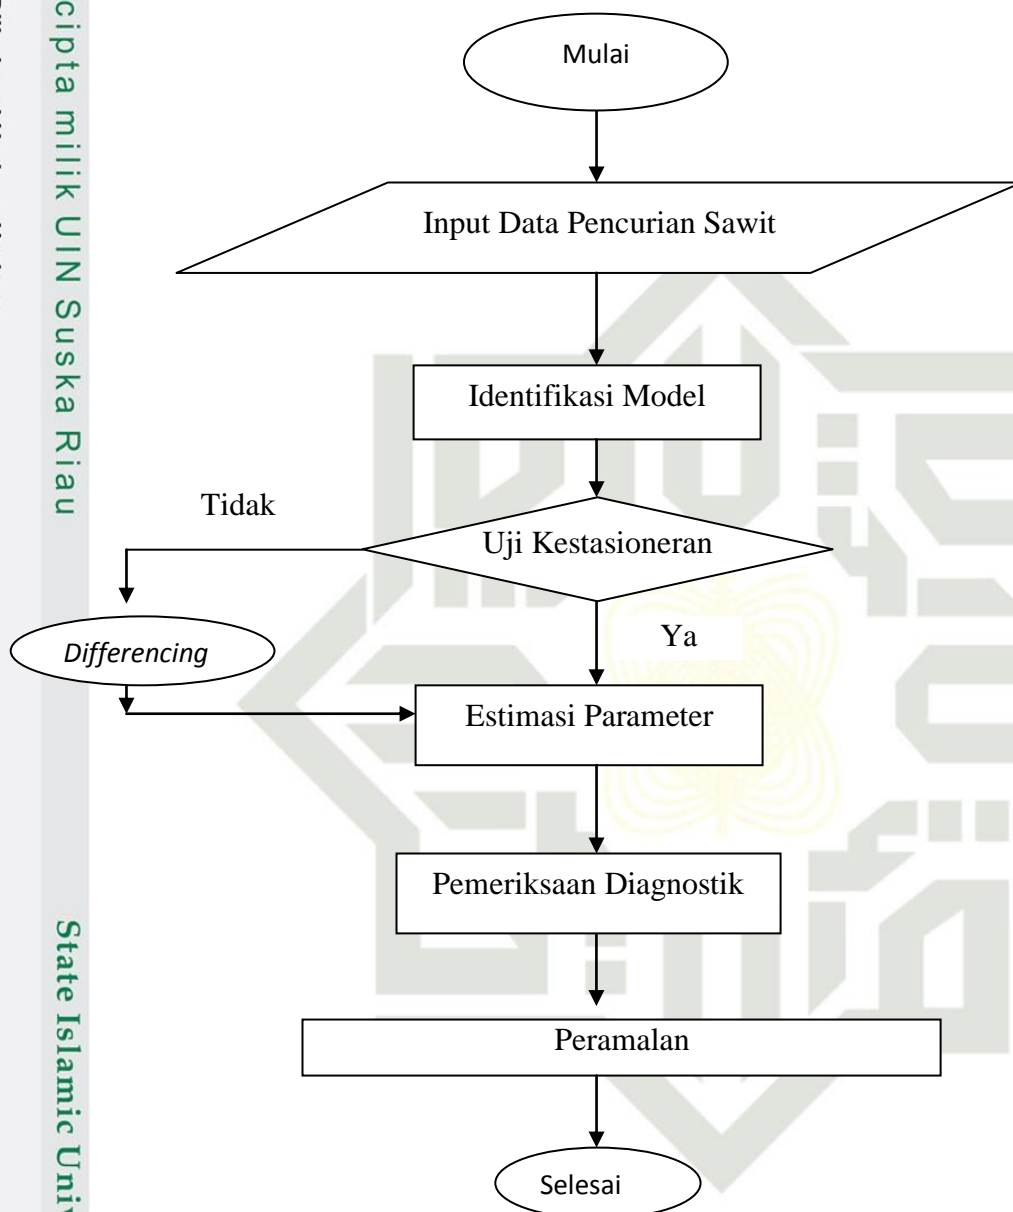 cipta milik UIN Suska Riau
State Islamic Univ
Mulai
Input Data Pencurian Sawit
Identifikasi Model
Uji Kestasioneran
Tidak
Ya
Differencing
Estimasi Parameter
Pemeriksaan Diagnostik
Peramalan
Selesai